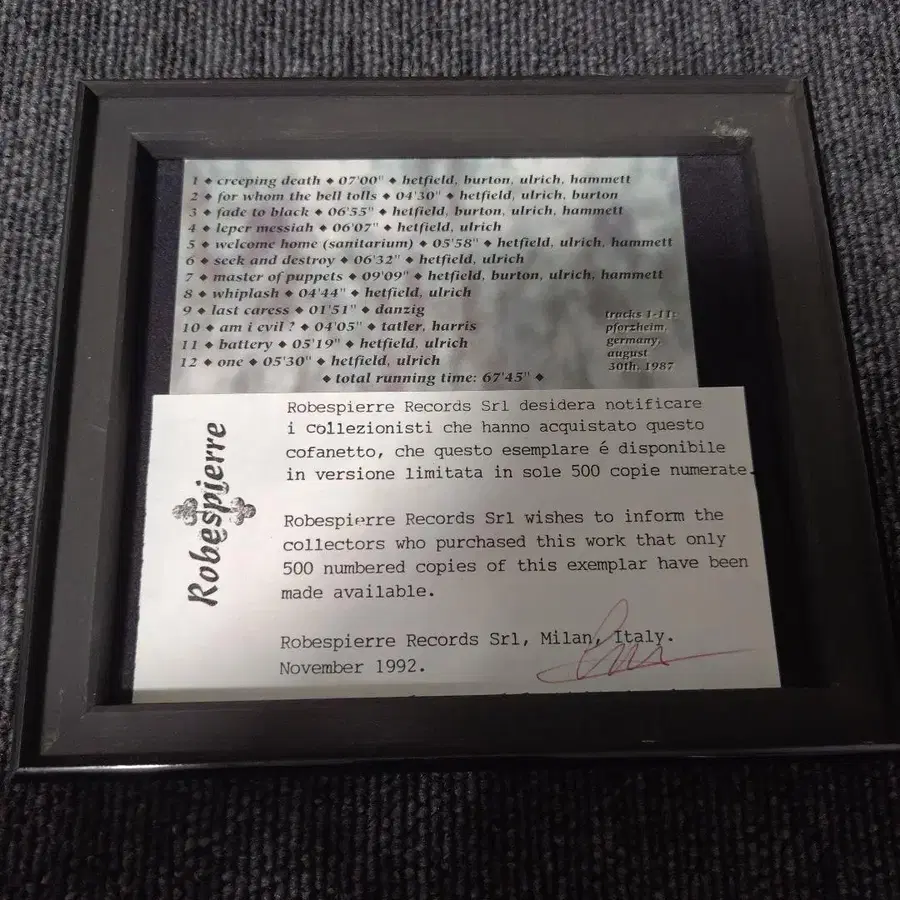 1 ◆ creeping death ◆ 07'00" ◆ hetfield, burton, ulrich, hammett
2 ◆ for whom the bell tolls ◆ 04'30" ◆ hetfield, ulrich, burton
3 ◆ fade to black ◆ 06'55" ◆ hetfield, burton, ulrich, hammett
4 ◆ leper messiah ◆ 06'07" ◆ hetfield, ulrich
5 ◆ welcome home (sanitarium) ◆ 05'58" ◆ hetfield, ulrich, hammett
6 ◆ seek and destroy ◆ 06'32" ◆ hetfield, ulrich
7 ◆ master of puppets ◆ 09'09" ◆ hetfield, burton, ulrich, hammett
8 ◆ whiplash ◆ 04'44" ◆ hetfield, ulrich
9 ◆ last caress ◆ 01'51" ◆ danzig
10 ◆ am i evil ? ◆ 04'05" ◆ tatler, harris
11 ◆ battery ◆ 05'19" ◆ hetfield, ulrich
12 ◆ one ◆ 05'30" ◆ hetfield, ulrich
◆ total running time: 67'45" ◆
tracks 1-11:
pforzheim,
germany,
august
30th, 1987
Robespierre
Robespierre Records Srl desidera notificare
i collezionisti che hanno acquistato questo
cofanetto, che questo esemplare é disponibile
in versione limitata in sole 500 copie numerate.
Robespierre Records Srl wishes to inform the
collectors who purchased this work that only
500 numbered copies of this exemplar have been
made available.
Robespierre Records Srl, Milan, Italy.
November 1992.